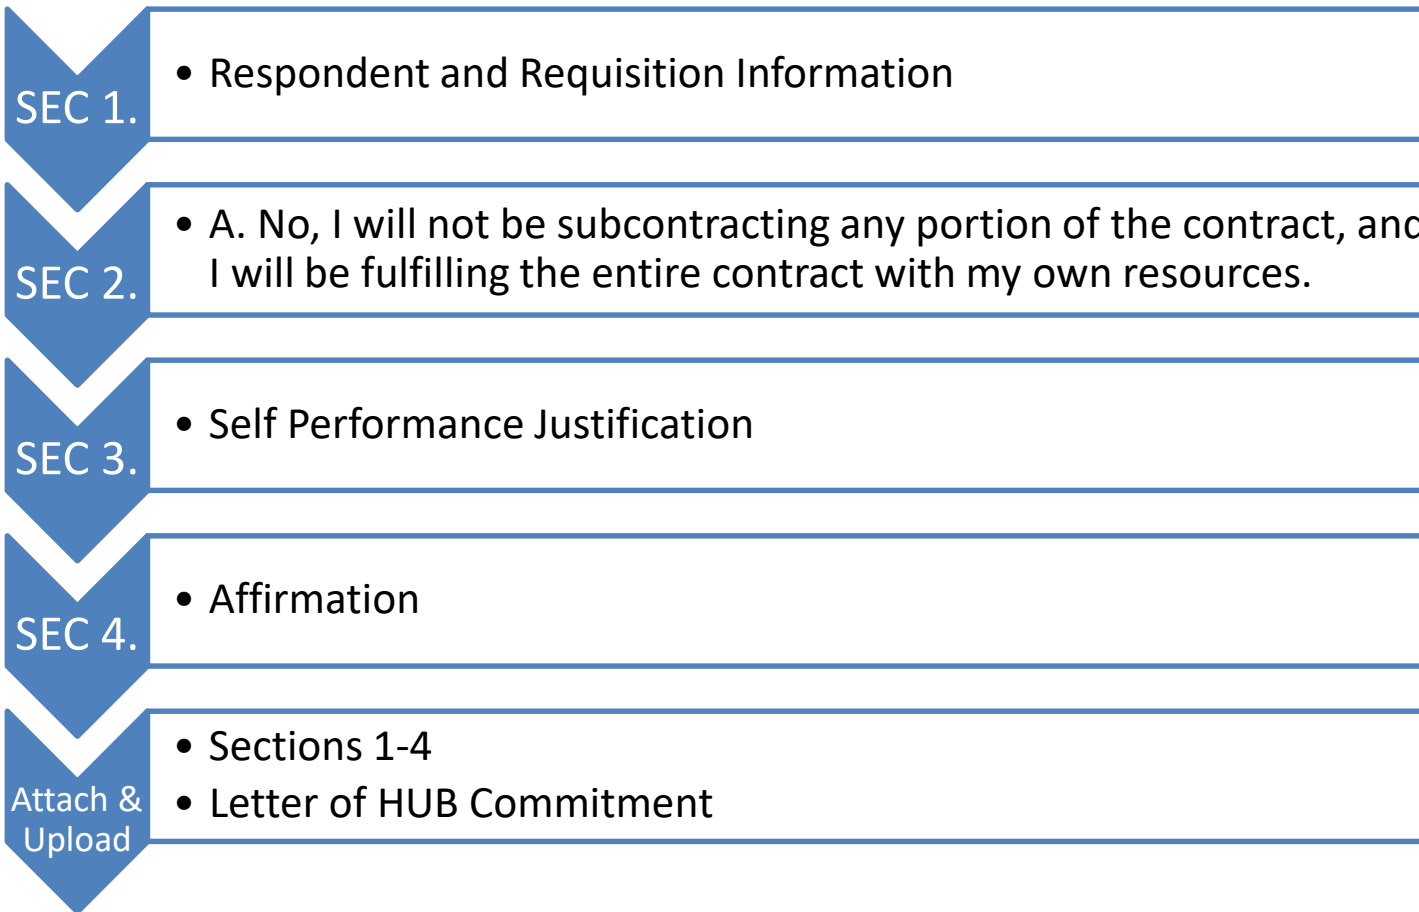 SEC 1.
• Respondent and Requisition Information
SEC 2.
• A. No, I will not be subcontracting any portion of the contract, and
I will be fulfilling the entire contract with my own resources.
SEC 3.
• Self Performance Justification
SEC 4.
• Affirmation
Attach &
Upload
• Sections 1-4
• Letter of HUB Commitment